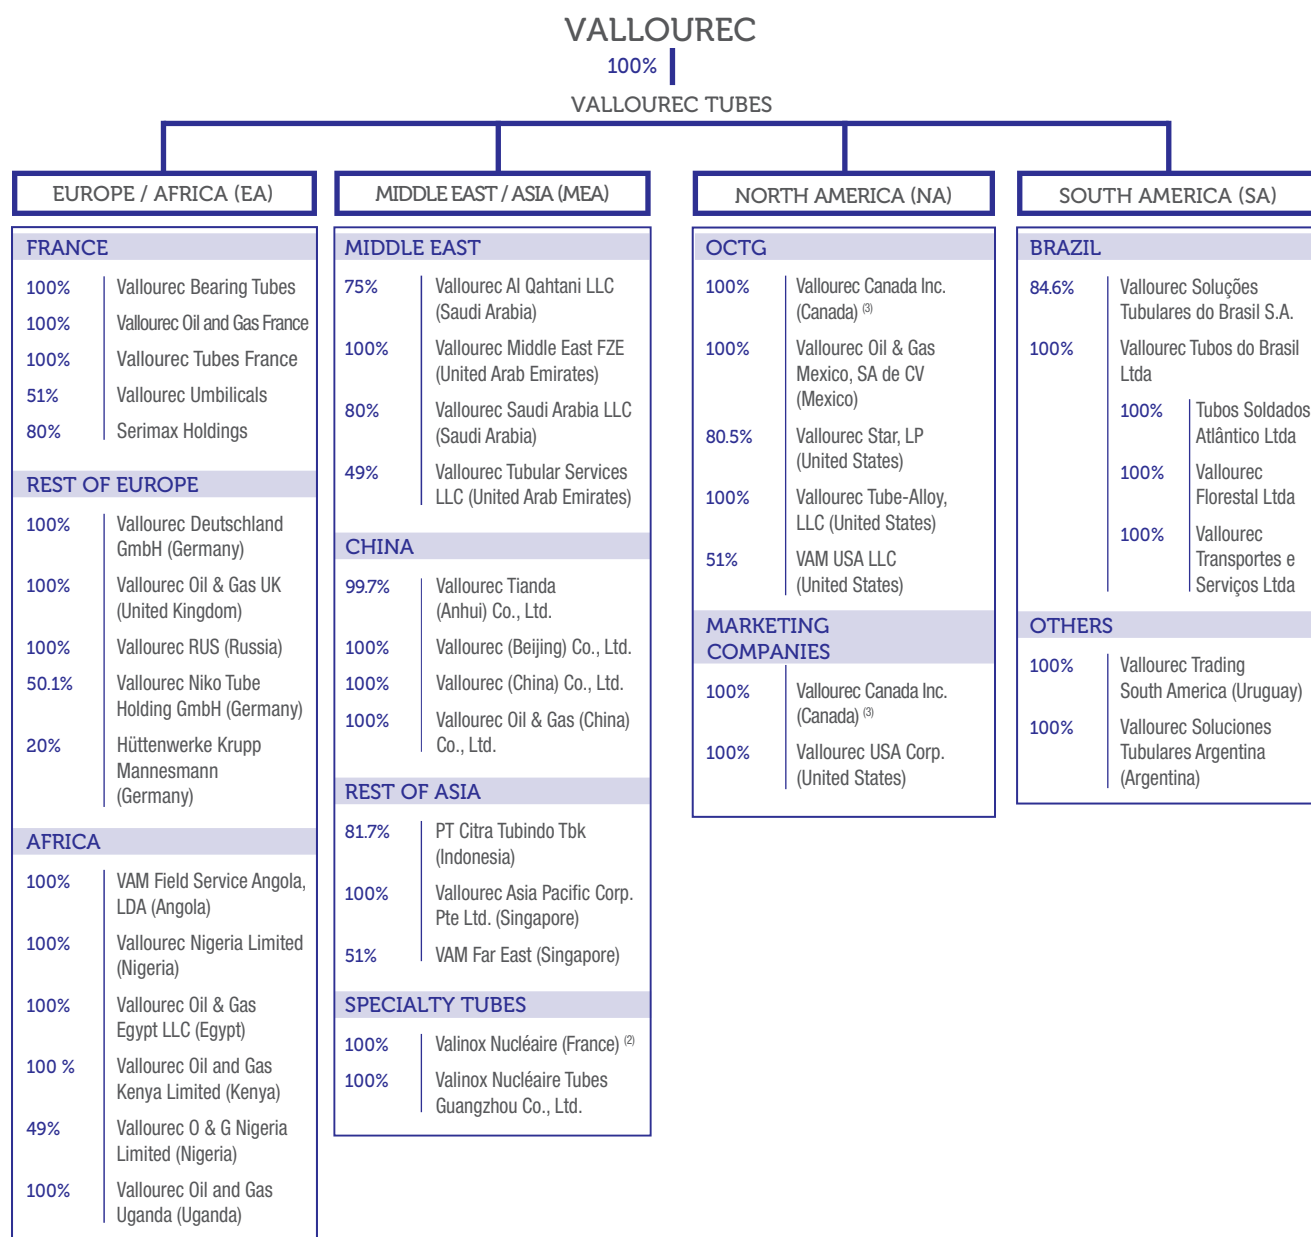 VALLOUREC
100%
VALLOUREC TUBES
EUROPE / AFRICA (EA)
FRANCE
100% Vallourec Bearing Tubes
100% Vallourec Oil and Gas France
100% Vallourec Tubes France
51% Vallourec Umbilicals
80% Serimax Holdings
REST OF EUROPE
100% Vallourec Deutschland
GmbH (Germany)
100% Vallourec Oil & Gas UK
(United Kingdom)
100% Vallourec RUS (Russia)
50.1% Vallourec Niko Tube
Holding GmbH (Germany)
20% Hüttenwerke Krupp
Mannesmann
(Germany)
AFRICA
100% VAM Field Service Angola,
LDA (Angola)
100% Vallourec Nigeria Limited
(Nigeria)
100% Vallourec Oil & Gas
Egypt LLC (Egypt)
100 % Vallourec Oil and Gas
Kenya Limited (Kenya)
49% Vallourec O & G Nigeria
Limited (Nigeria)
100% Vallourec Oil and Gas
Uganda (Uganda)
MIDDLE EAST / ASIA (MEA)
MIDDLE EAST
75% Vallourec Al Qahtani LLC
(Saudi Arabia)
100% Vallourec Middle East FZE
(United Arab Emirates)
80% Vallourec Saudi Arabia LLC
(Saudi Arabia)
49% Vallourec Tubular Services
LLC (United Arab Emirates)
CHINA
99.7% Vallourec Tianda
(Anhui) Co., Ltd.
100% Vallourec (Beijing) Co., Ltd.
100% Vallourec (China) Co., Ltd.
100% Vallourec Oil & Gas (China)
Co., Ltd.
REST OF ASIA
81.7% PT Citra Tubindo Tbk
(Indonesia)
100% Vallourec Asia Pacific Corp.
Pte Ltd. (Singapore)
51% VAM Far East (Singapore)
SPECIALTY TUBES
100% Valinox Nucléaire (France) (2)
100% Valinox Nucléaire Tubes
Guangzhou Co., Ltd.
NORTH AMERICA (NA)
OCTG
100% Vallourec Canada Inc.
(Canada) (3)
100% Vallourec Oil & Gas
Mexico, SA de CV
(Mexico)
80.5% Vallourec Star, LP
(United States)
100% Vallourec Tube-Alloy,
LLC (United States)
51% VAM USA LLC
(United States)
MARKETING
COMPANIES
100% Vallourec Canada Inc.
(Canada) (3)
100% Vallourec USA Corp.
(United States)
SOUTH AMERICA (SA)
BRAZIL
84.6% Vallourec Soluções
Tubulares do Brasil S.A.
100% Vallourec Tubos do Brasil
Ltda
100% Tubos Soldados
Atlântico Ltda
100% Vallourec
Florestal Ltda
100% Vallourec
Transportes e
Serviços Ltda
OTHERS
100% Vallourec Trading
South America (Uruguay)
100% Vallourec Soluciones
Tubulares Argentina
(Argentina)